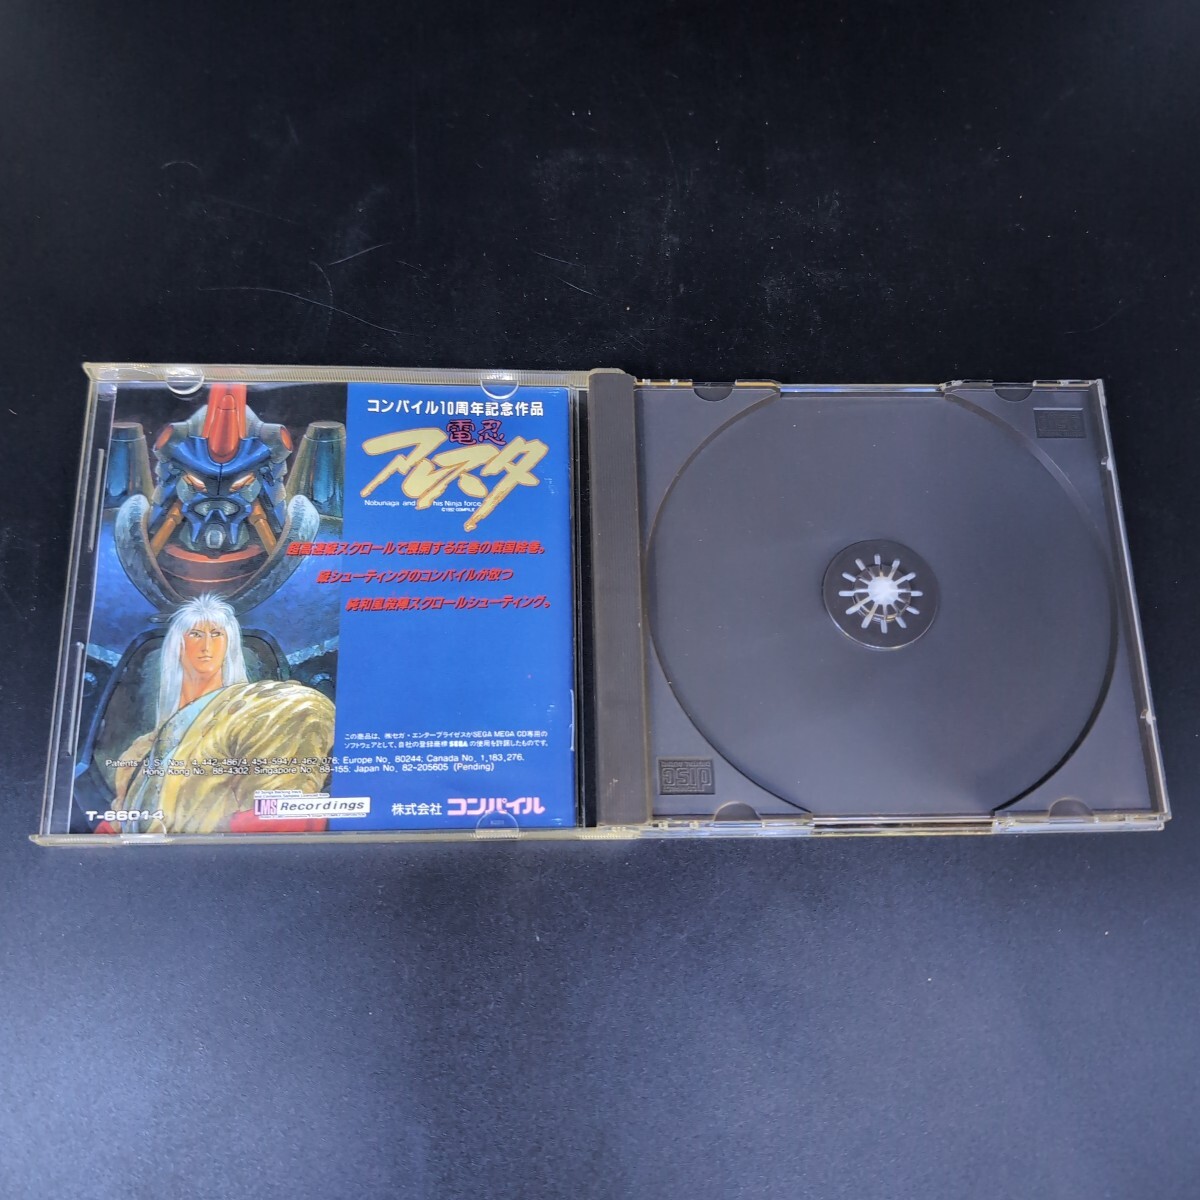 コンパイル10周年記念作品
電忍
アレスタ
Nobunaga and his Ninja force
©1992 COMPILE
超高速縦スクロールで展開する圧巻の戦国絵巻。
縦シューティングのコンパイルが放つ
純和風殺陣スクロールシューティング。
この商品は、㈱セガ・エンタープライゼスがSEGA MEGA CD専用の
ソフトウェアとして、自社の登録商標 SEGA の使用を許諾したものです。
Patents: U.S. Nos. 4,442,486/4,454,594/4,462,076; Europe No. 80244; Canada No. 1,183,276;
Hong Kong No. 88-4302; Singapore No. 88-155; Japan No. 82-205605 (Pending)
LMS Recordings
株式会社 コンパイル
T-66014